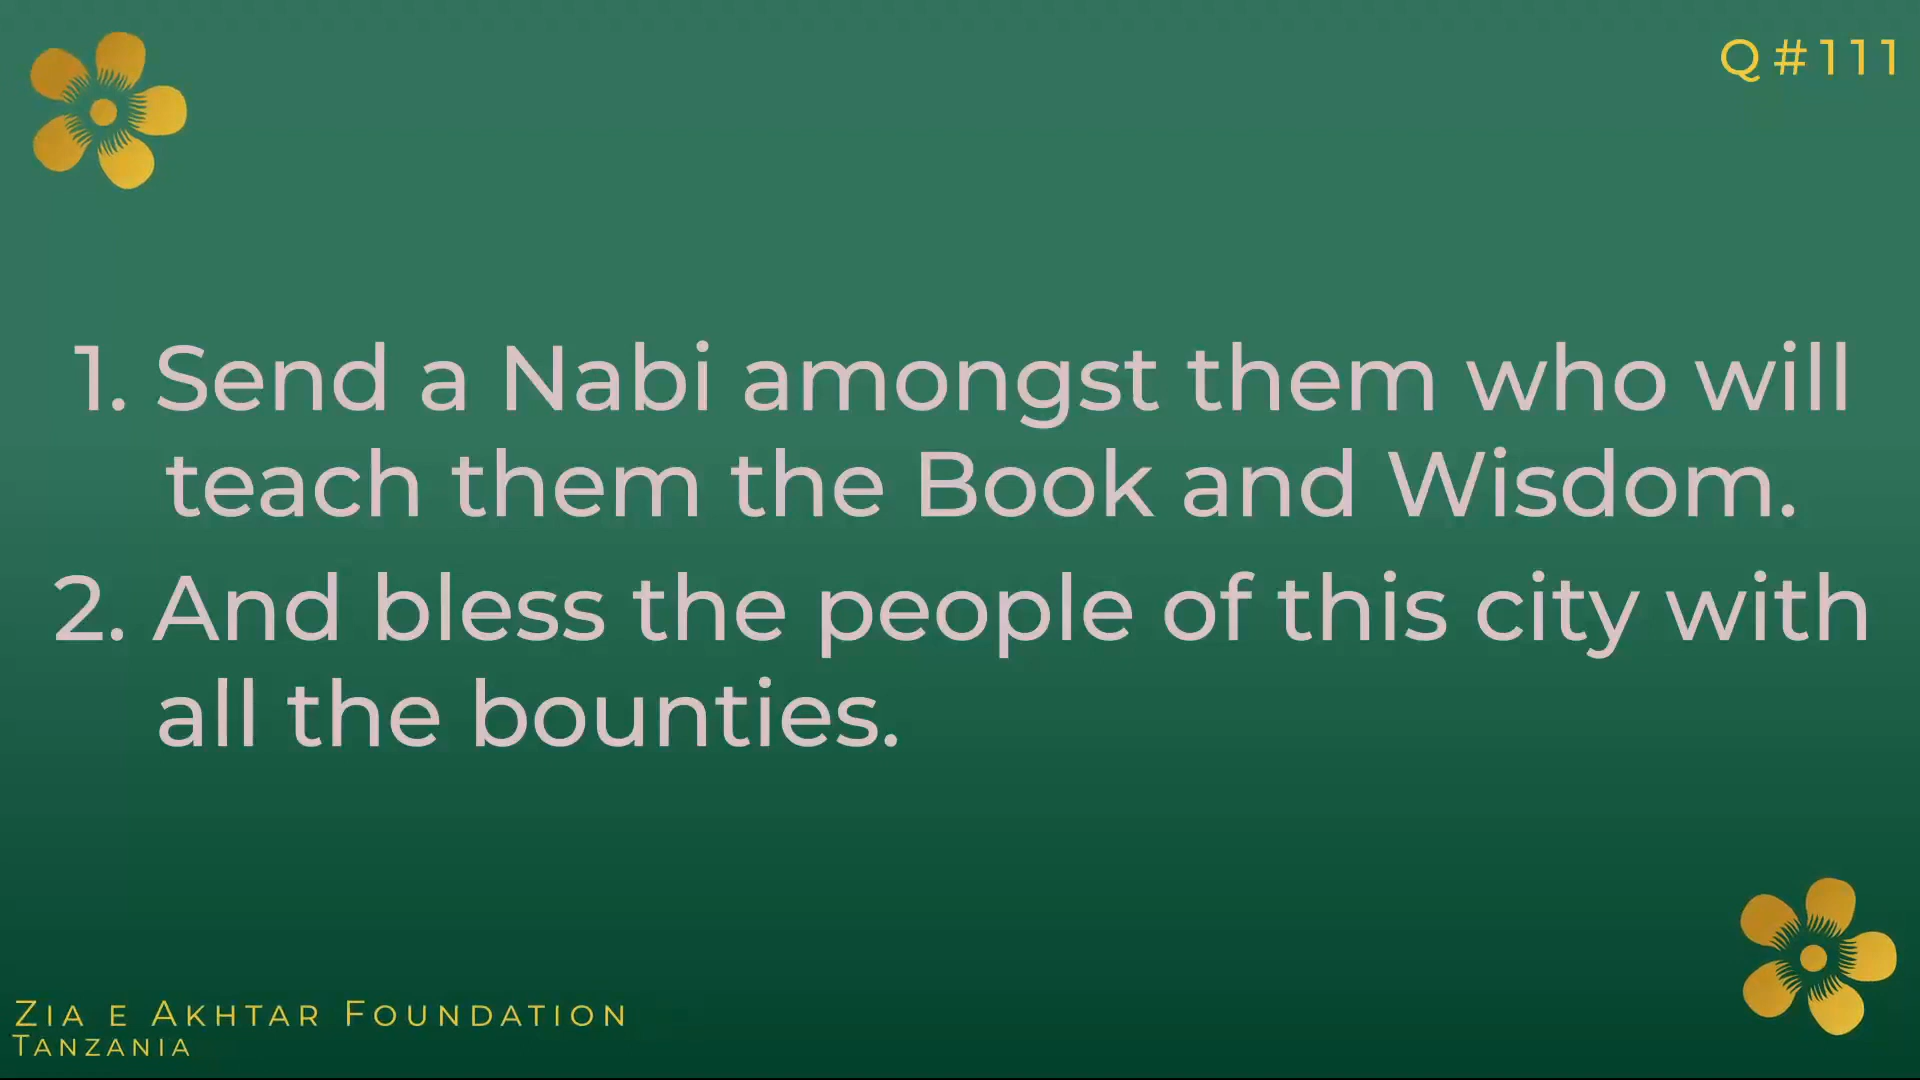 Q#111
1. Send a Nabi amongst them who will
teach them the Book and Wisdom.
2. And bless the people of this city with
all the bounties.
Zia e Akhtar Foundation
Tanzania